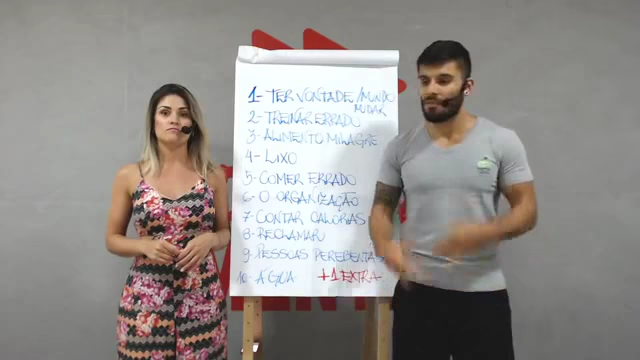 1- TER VONTADE / MUNDO
MUDAR
2- TREINAR ERRADO
3- ALIMENTO MILAGRE
4- LIXO
5- COMER ERRADO
6- O ORGANIZAÇÃO
7- CONTAR CALORIAS
8- RECLAMAR
9- PESSOAS
10- ÁGUA +1 EXTRA